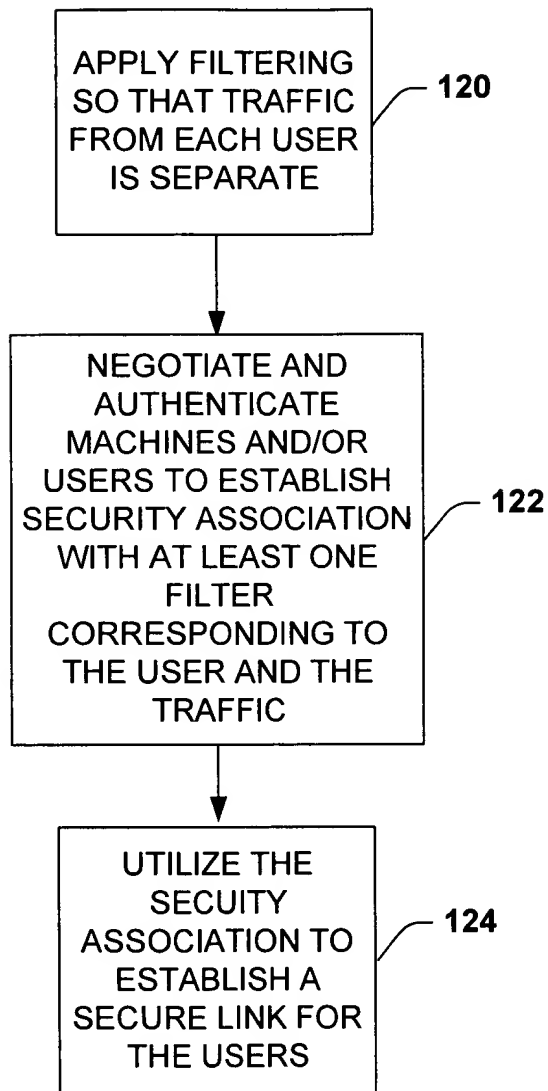 APPLY FILTERING
SO THAT TRAFFIC
FROM EACH USER
IS SEPARATE
120
NEGOTIATE AND
AUTHENTICATE
MACHINES AND/OR
USERS TO ESTABLISH
SECURITY ASSOCIATION
WITH AT LEAST ONE
FILTER
CORRESPONDING TO
THE USER AND THE
TRAFFIC
122
UTILIZE THE
SECUITY
ASSOCIATION TO
ESTABLISH A
SECURE LINK FOR
THE USERS
124